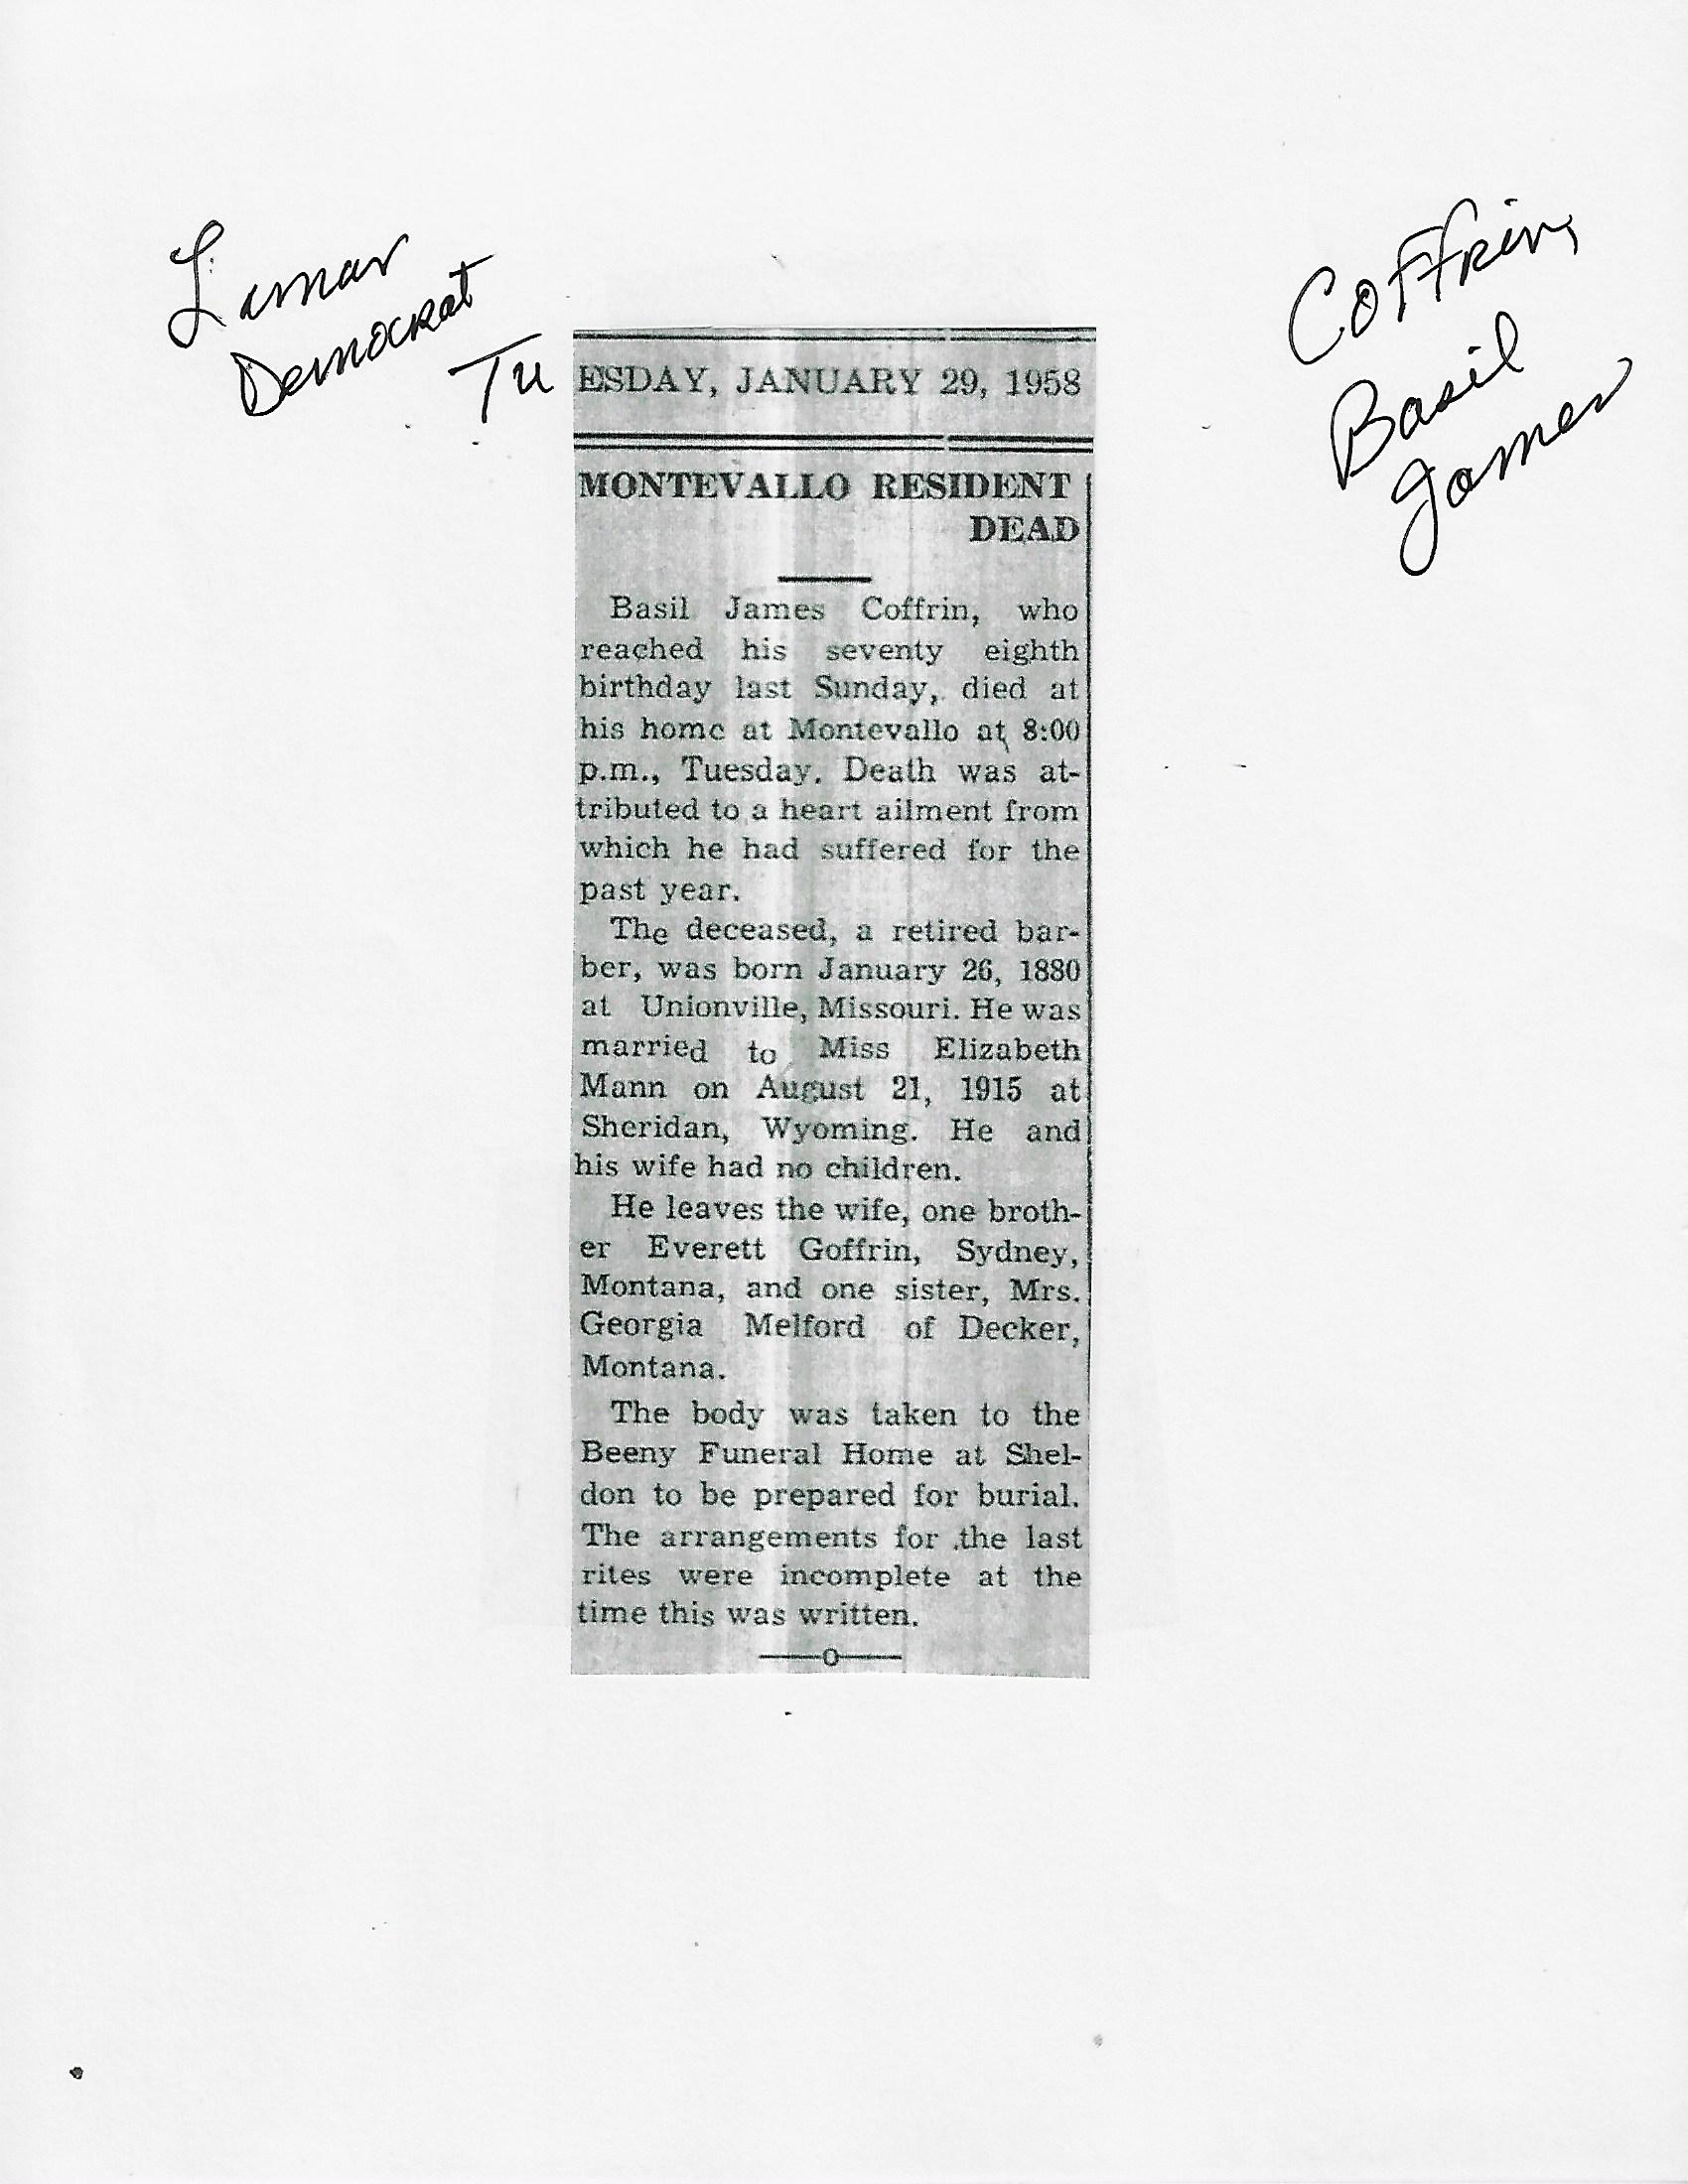 Lamar
Democrat
Tu
Coffrin,
Basil
James
ESDAY, JANUARY 29, 1958
MONTEVALLO RESIDENT
DEAD
Basil James Coffrin, who
reached his seventy eighth
birthday last Sunday, died at
his home at Montevallo at 8:00
p.m., Tuesday. Death was at-
tributed to a heart ailment from
which he had suffered for the
past year.
The deceased, a retired bar-
ber, was born January 26, 1880
at Unionville, Missouri. He was
married to Miss Elizabeth
Mann on August 21, 1915 at
Sheridan, Wyoming. He and
his wife had no children.
He leaves the wife, one broth-
er Everett Goffrin, Sydney,
Montana, and one sister, Mrs.
Georgia Melford of Decker,
Montana.
The body was taken to the
Beeny Funeral Home at Shel-
don to be prepared for burial.
The arrangements for the last
rites were incomplete at the
time this was written.
——o——